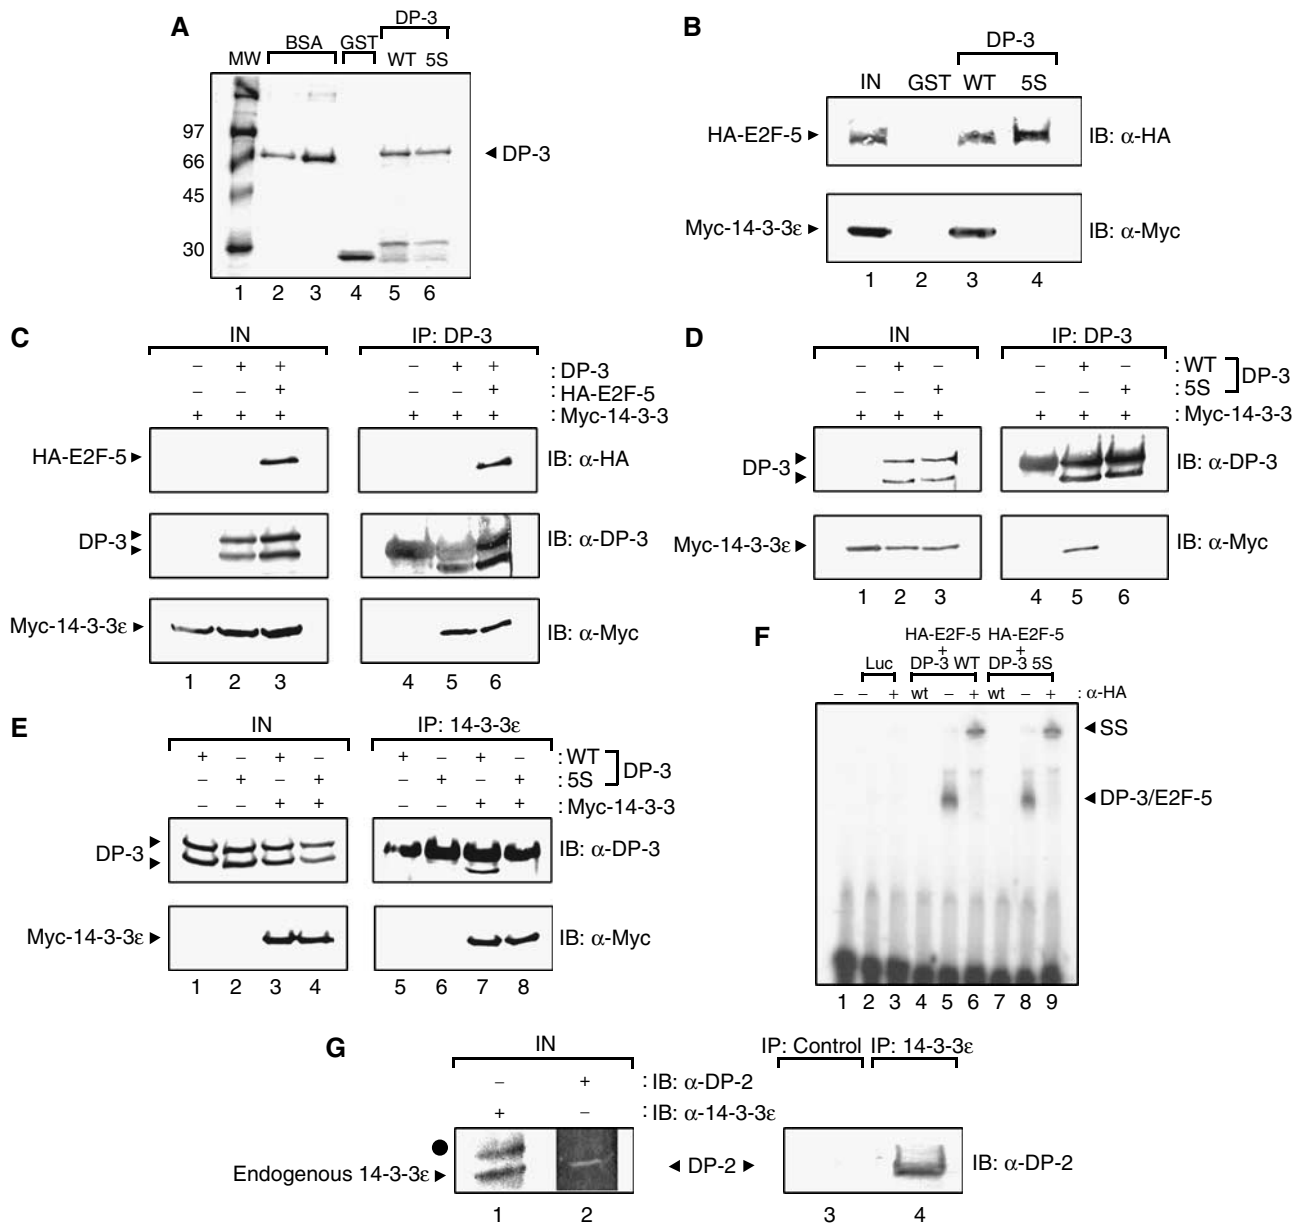 A
DP-3
BSA GST
MW WT 5S
97
66
45
30
◄ DP-3
1 2 3 4 5 6
B
DP-3
IN GST WT 5S
HA-E2F-5 ► IB: α-HA
Myc-14-3-3ε ► IB: α-Myc
1 2 3 4
C
IN IP: DP-3
– + + – + + : DP-3
– – + – – + : HA-E2F-5
+ + + + + + : Myc-14-3-3
HA-E2F-5 ► IB: α-HA
DP-3 ► IB: α-DP-3
Myc-14-3-3ε ► IB: α-Myc
1 2 3 4 5 6
D
IN IP: DP-3
– + – – + – : WT
– – + – – + : 5S
DP-3
+ + + + + + : Myc-14-3-3
DP-3 ► IB: α-DP-3
Myc-14-3-3ε ► IB: α-Myc
1 2 3 4 5 6
E
IN IP: 14-3-3ε
+ – + – + – + – : WT
– + – + – + – + : 5S
DP-3
– – + + – – + + : Myc-14-3-3
DP-3 ► IB: α-DP-3
Myc-14-3-3ε ► IB: α-Myc
1 2 3 4 5 6 7 8
F
HA-E2F-5 HA-E2F-5
+ +
Luc DP-3 WT DP-3 5S
– – + wt – + wt – + : α-HA
◄ SS
◄ DP-3/E2F-5
1 2 3 4 5 6 7 8 9
G
IN IP: Control IP: 14-3-3ε
– + : IB: α-DP-2
+ – : IB: α-14-3-3ε
●
Endogenous 14-3-3ε ► ◄ DP-2 ► IB: α-DP-2
1 2 3 4